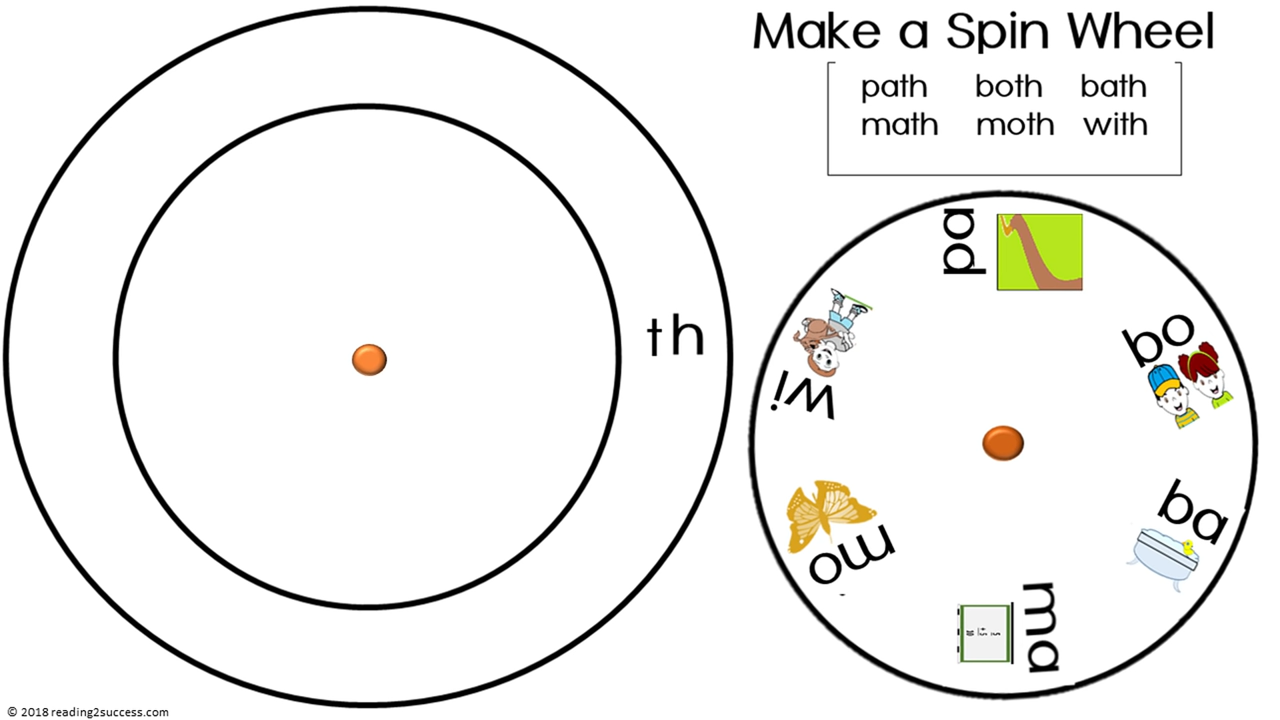 Make a Spin Wheel
path both bath
math moth with
th
pa
bo
ba
ma
mo
wi
© 2018 reading2success.com